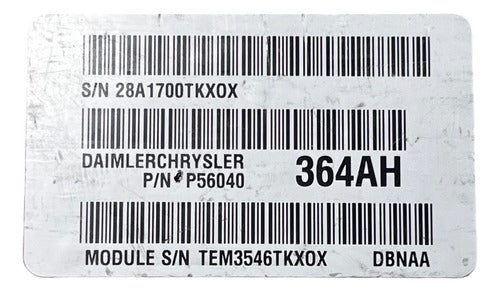 S/N 28A1700TKXOX
DAIMLERCHRYSLER
P/N P56040 364AH
MODULE S/N TEM3546TKXOX DBNAA